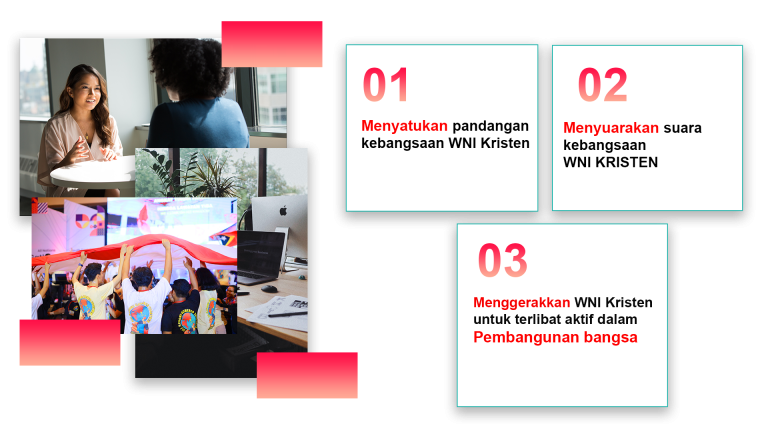 01
Menyatukan pandangan
kebangsaan WNI Kristen
02
Menyuarakan suara
kebangsaan
WNI KRISTEN
03
Menggerakkan WNI Kristen
untuk terlibat aktif dalam
Pembangunan bangsa